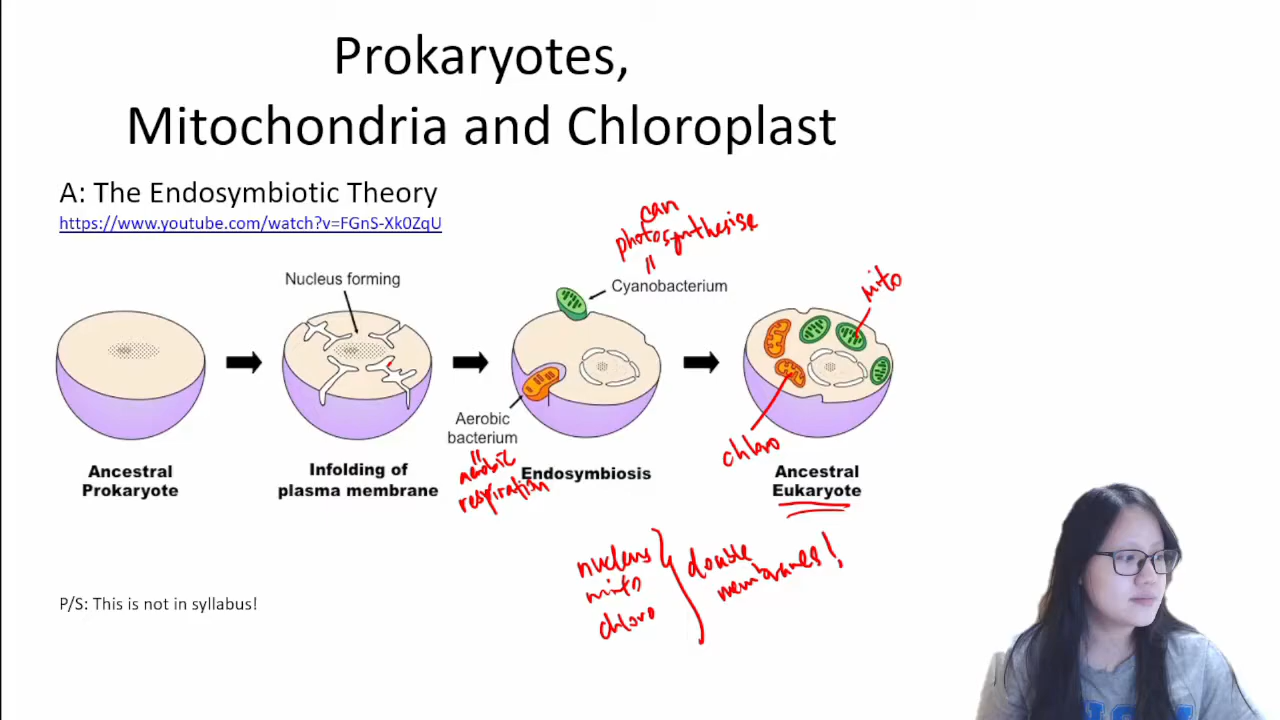 Prokaryotes,
Mitochondria and Chloroplast
A: The Endosymbiotic Theory
https://www.youtube.com/watch?v=FGnS-Xk0ZqU
can
photosynthesise
Nucleus forming
Cyanobacterium
mito
Aerobic
bacterium
aerobic
respiration
chloro
Ancestral
Prokaryote
Infolding of
plasma membrane
Endosymbiosis
Ancestral
Eukaryote
nucleus
mito
chloro
double
membranes!
P/S: This is not in syllabus!